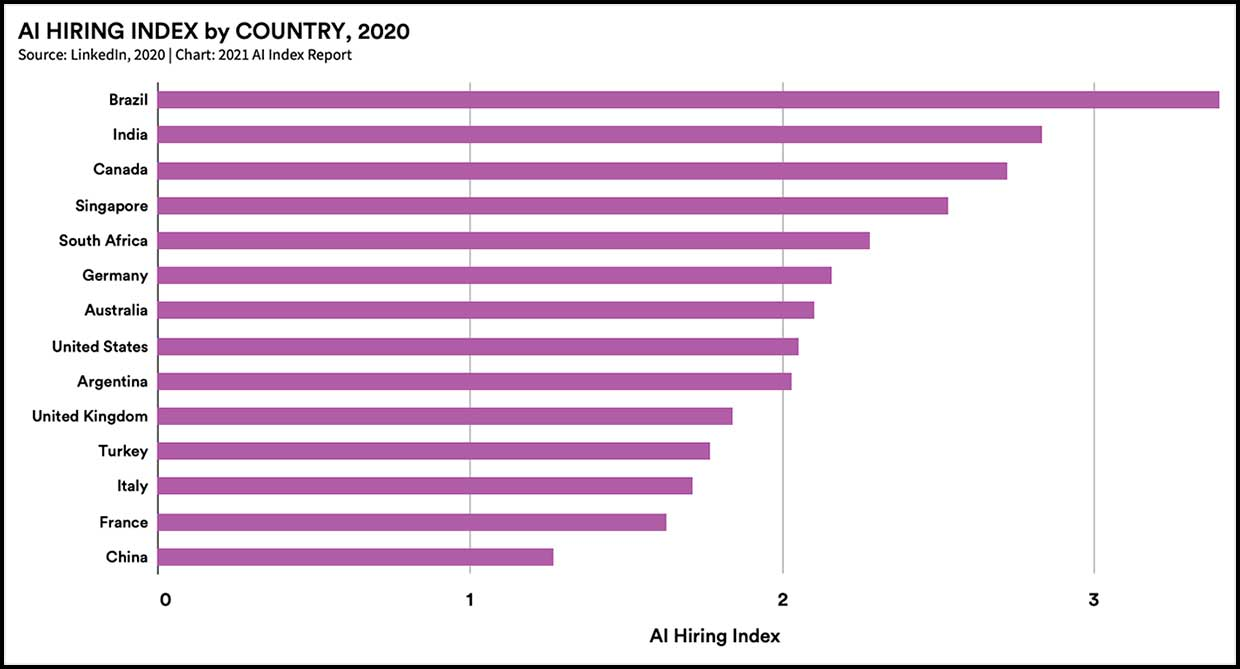 AI HIRING INDEX by COUNTRY, 2020
Source: LinkedIn, 2020 | Chart: 2021 AI Index Report
Brazil
India
Canada
Singapore
South Africa
Germany
Australia
United States
Argentina
United Kingdom
Turkey
Italy
France
China
0 1 2 3
AI Hiring Index